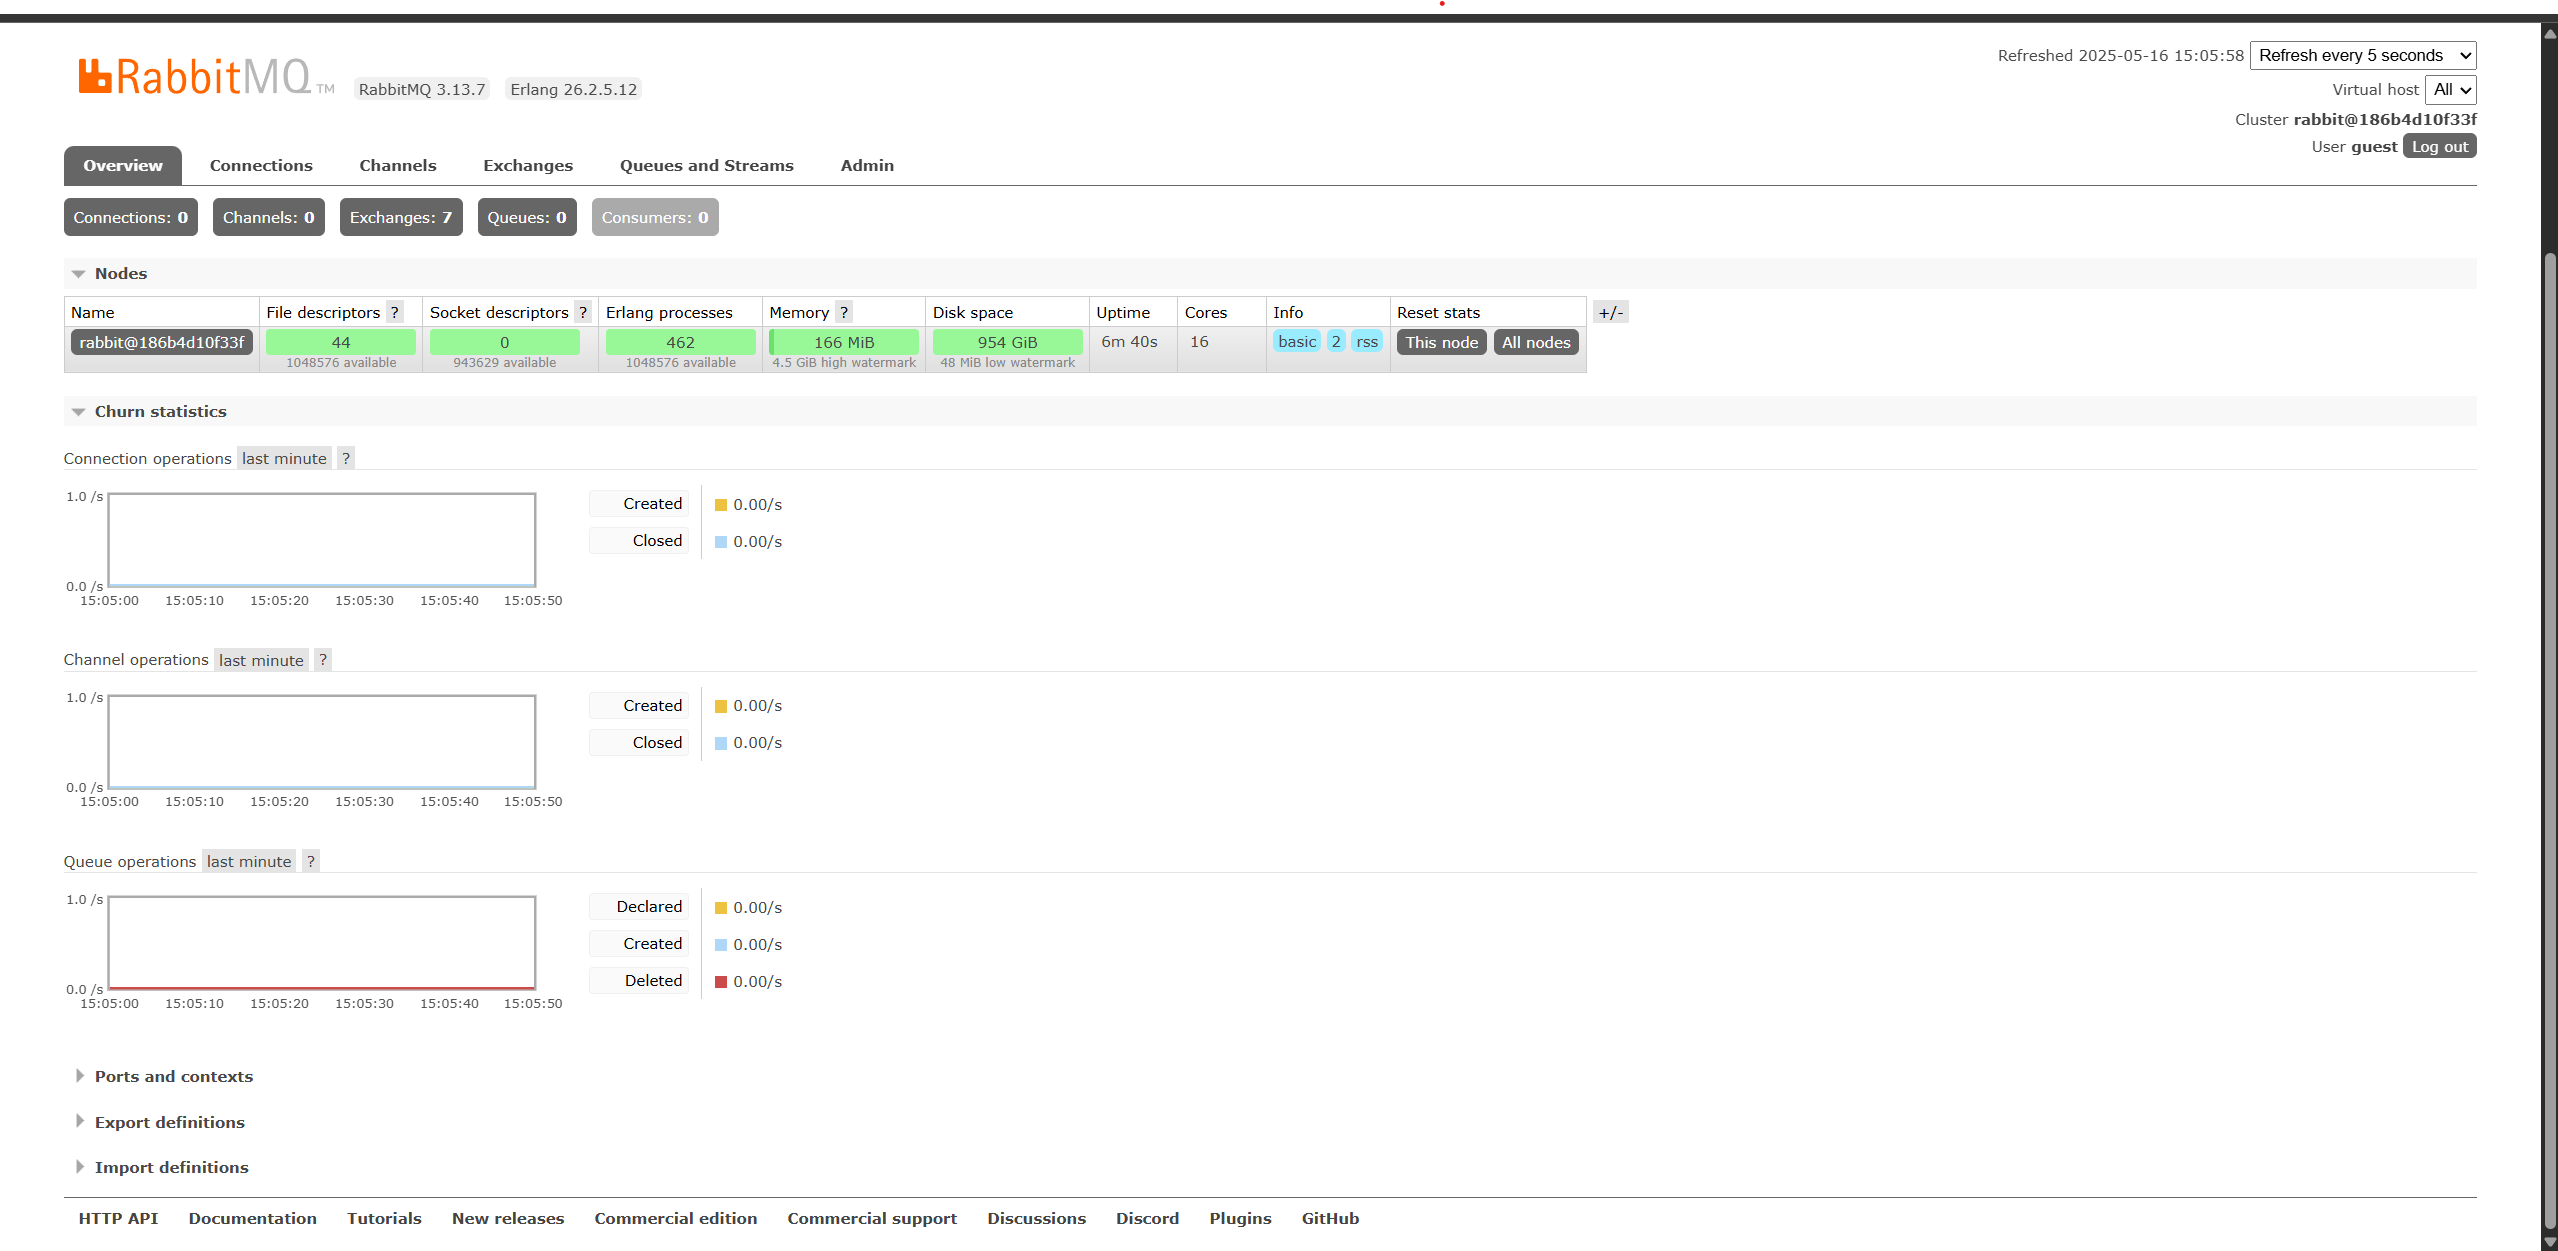 RabbitMQ TM RabbitMQ 3.13.7 Erlang 26.2.5.12
Refreshed 2025-05-16 15:05:58 Refresh every 5 seconds
Virtual host All
Cluster rabbit@186b4d10f33f
User guest Log out
Overview Connections Channels Exchanges Queues and Streams Admin
Connections: 0 Channels: 0 Exchanges: 7 Queues: 0 Consumers: 0
Nodes
Name File descriptors ? Socket descriptors ? Erlang processes Memory ? Disk space Uptime Cores Info Reset stats +/-
rabbit@186b4d10f33f 44 0 462 166 MiB 954 GiB 6m 40s 16 basic 2 rss This node All nodes
1048576 available 943629 available 1048576 available 4.5 GiB high watermark 48 MiB low watermark
Churn statistics
Connection operations last minute ?
1.0 /s
Created 0.00/s
Closed 0.00/s
0.0 /s
15:05:00 15:05:10 15:05:20 15:05:30 15:05:40 15:05:50
Channel operations last minute ?
1.0 /s
Created 0.00/s
Closed 0.00/s
0.0 /s
15:05:00 15:05:10 15:05:20 15:05:30 15:05:40 15:05:50
Queue operations last minute ?
1.0 /s
Declared 0.00/s
Created 0.00/s
Deleted 0.00/s
0.0 /s
15:05:00 15:05:10 15:05:20 15:05:30 15:05:40 15:05:50
Ports and contexts
Export definitions
Import definitions
HTTP API Documentation Tutorials New releases Commercial edition Commercial support Discussions Discord Plugins GitHub